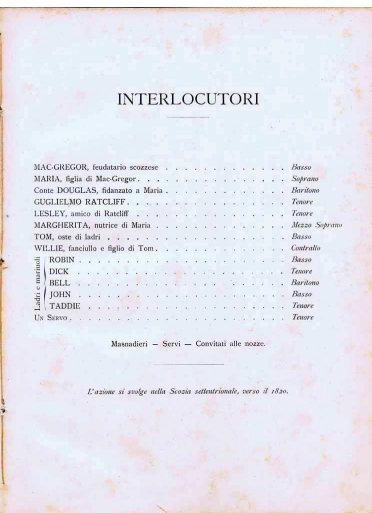 INTERLOCUTORI
MAC-GREGOR, feudatario scozzese . . . . . . . . . . . . Basso
MARIA, figlia di Mac-Gregor . . . . . . . . . . . . . . Soprano
Conte DOUGLAS, fidanzato a Maria . . . . . . . . . . . . Baritono
GUGLIELMO RATCLIFF . . . . . . . . . . . . . . . . Tenore
LESLEY, amico di Ratcliff . . . . . . . . . . . . . . . Tenore
MARGHERITA, nutrice di Maria . . . . . . . . . . . . . Mezzo Soprano
TOM, oste di ladri . . . . . . . . . . . . . . . . . Basso
WILLIE, fanciullo e figlio di Tom . . . . . . . . . . . . Contralto
Ladri e mariuoli
ROBIN . . . . . . . . . . . . . . . . . . . Basso
DICK . . . . . . . . . . . . . . . . . . . Tenore
BELL . . . . . . . . . . . . . . . . . . . Baritono
JOHN . . . . . . . . . . . . . . . . . . . Basso
TADDIE . . . . . . . . . . . . . . . . . . Tenore
UN SERVO . . . . . . . . . . . . . . . . . . . . Tenore
Masnadieri — Servi — Convitati alle nozze.
L'azione si svolge nella Scozia settentrionale, verso il 1820.